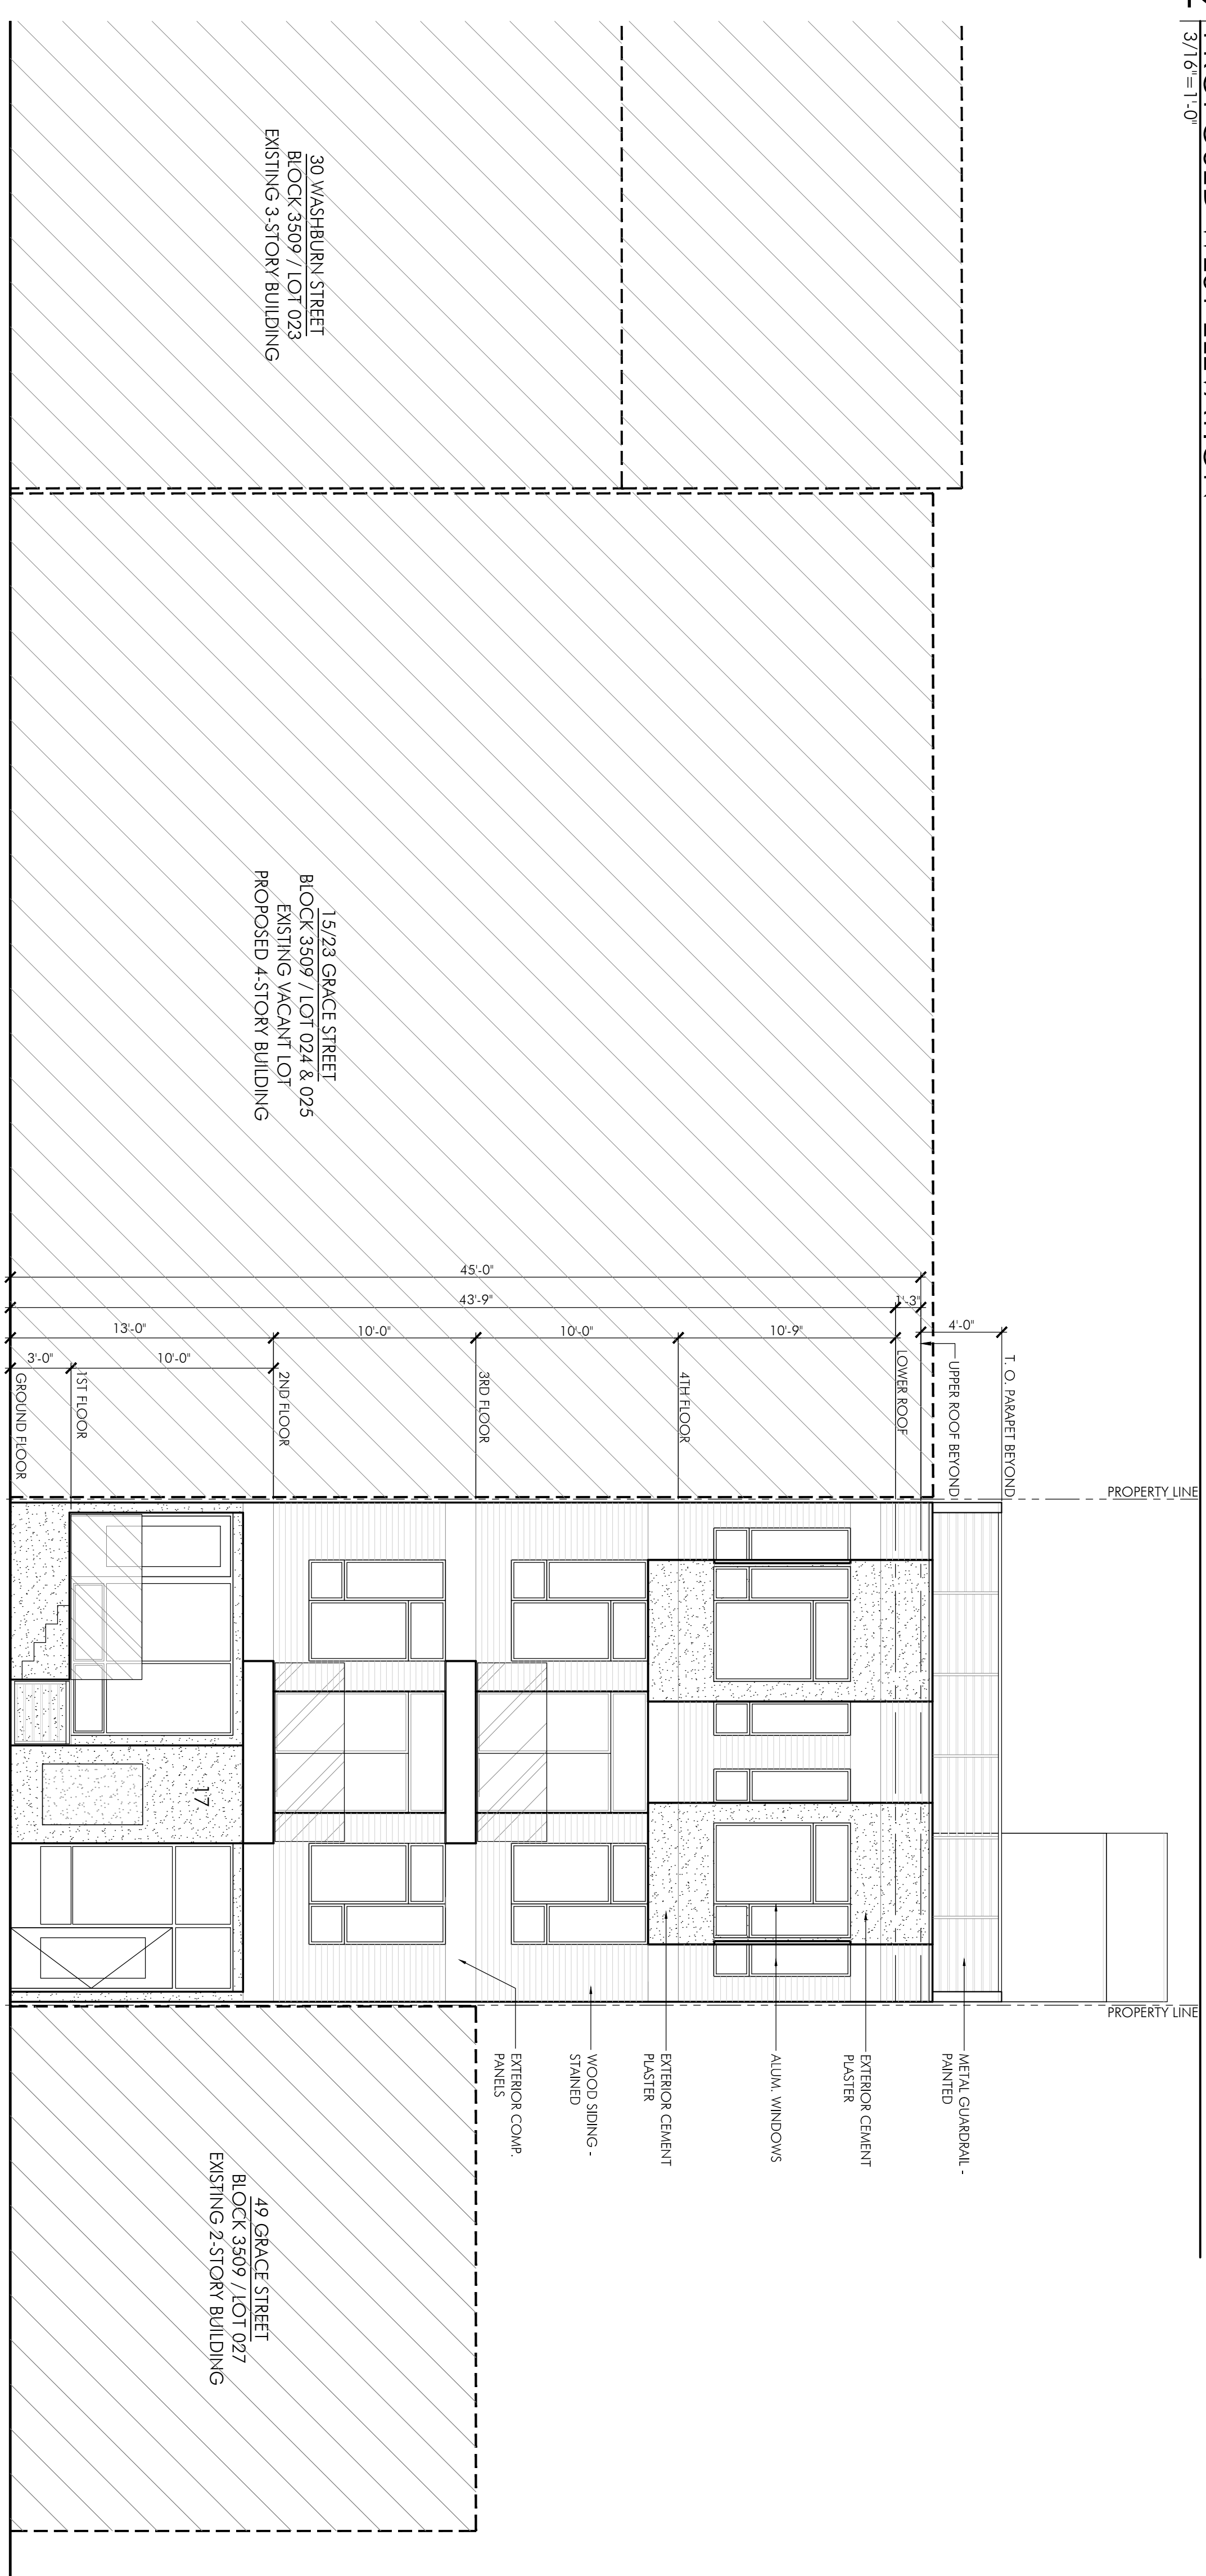 3/16"=1'-0"
30 WASHBURN STREET
BLOCK 3509 / LOT 023
EXISTING 3-STORY BUILDING
15/23 GRACE STREET
BLOCK 3509 / LOT 024 & 025
EXISTING VACANT LOT
PROPOSED 4-STORY BUILDING
45'-0"
43'-9"
1'-3"
13'-0"
10'-0"
10'-0"
10'-9"
4'-0"
3'-0"
10'-0"
T. O. PARAPET BEYOND
UPPER ROOF BEYOND
LOWER ROOF
4TH FLOOR
3RD FLOOR
2ND FLOOR
1ST FLOOR
GROUND FLOOR
PROPERTY LINE
17
PROPERTY LINE
METAL GUARDRAIL -
PAINTED
EXTERIOR CEMENT
PLASTER
ALUM. WINDOWS
EXTERIOR CEMENT
PLASTER
WOOD SIDING -
STAINED
EXTERIOR COMP.
PANELS
49 GRACE STREET
BLOCK 3509 / LOT 027
EXISTING 2-STORY BUILDING